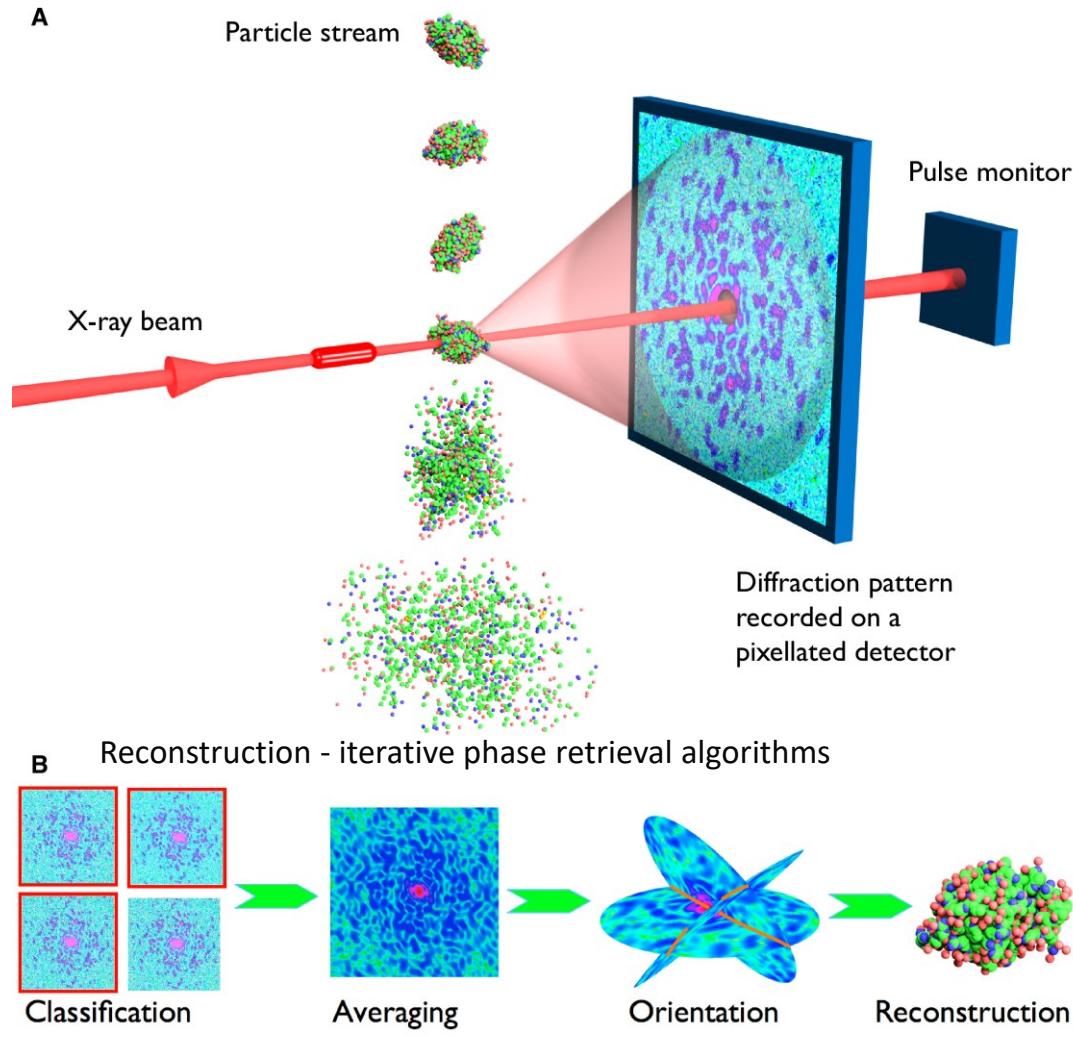 A
Particle stream
Pulse monitor
X-ray beam
Diffraction pattern
recorded on a
pixellated detector
Reconstruction - iterative phase retrieval algorithms
B
Classification
Averaging
Orientation
Reconstruction